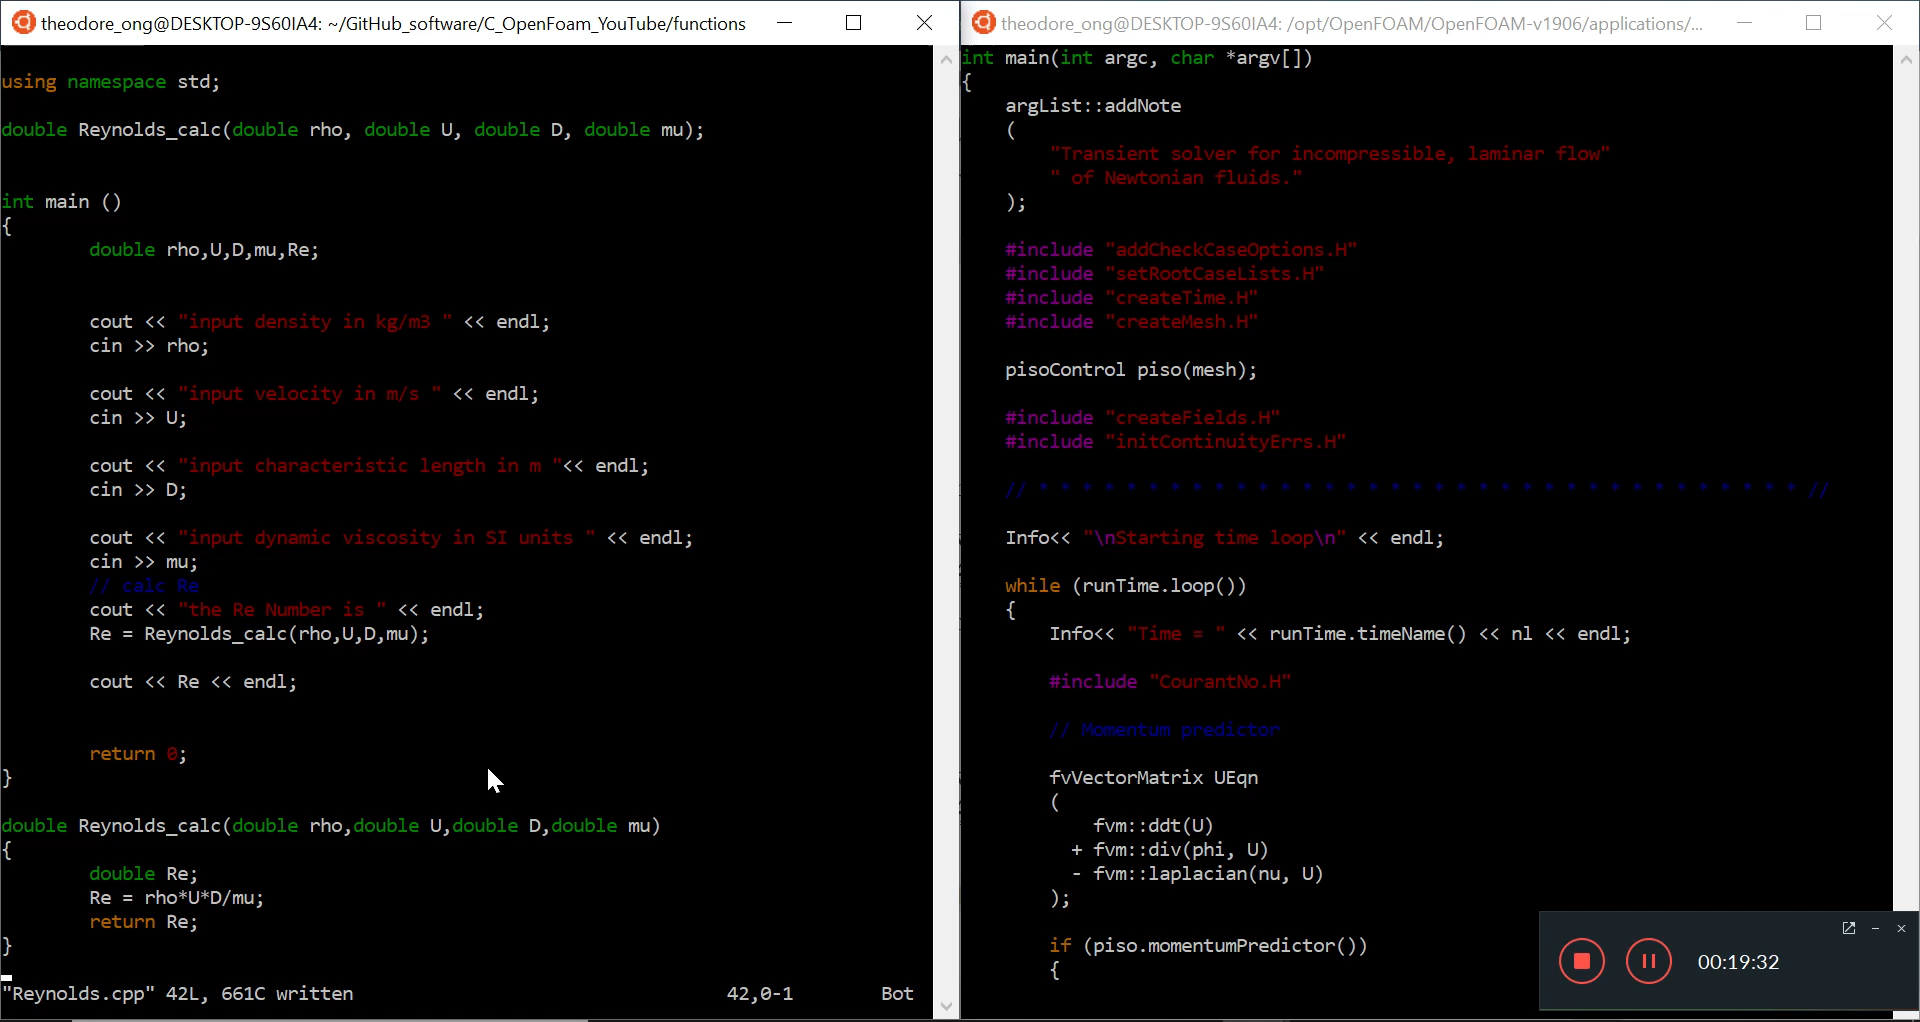 theodore_ong@DESKTOP-9S60IA4: ~/GitHub_software/C_OpenFoam_YouTube/functions
using namespace std;
double Reynolds_calc(double rho, double U, double D, double mu);
int main ()
{
double rho,U,D,mu,Re;
cout << "input density in kg/m3 " << endl;
cin >> rho;
cout << "input velocity in m/s " << endl;
cin >> U;
cout << "input characteristic length in m "<< endl;
cin >> D;
cout << "input dynamic viscosity in SI units " << endl;
cin >> mu;
// calc Re
cout << "the Re Number is " << endl;
Re = Reynolds_calc(rho,U,D,mu);
cout << Re << endl;
return 0;
}
double Reynolds_calc(double rho,double U,double D,double mu)
{
double Re;
Re = rho*U*D/mu;
return Re;
}
"Reynolds.cpp" 42L, 661C written 42,0-1 Bot
theodore_ong@DESKTOP-9S60IA4: /opt/OpenFOAM/OpenFOAM-v1906/applications/...
int main(int argc, char *argv[])
{
argList::addNote
(
"Transient solver for incompressible, laminar flow"
" of Newtonian fluids."
);
#include "addCheckCaseOptions.H"
#include "setRootCaseLists.H"
#include "createTime.H"
#include "createMesh.H"
pisoControl piso(mesh);
#include "createFields.H"
#include "initContinuityErrs.H"
// * * * * * * * * * * * * * * * * * * * * * * * * * * * * * * * * * * * //
Info<< "\nStarting time loop\n" << endl;
while (runTime.loop())
{
Info<< "Time = " << runTime.timeName() << nl << endl;
#include "CourantNo.H"
// Momentum predictor
fvVectorMatrix UEqn
(
fvm::ddt(U)
+ fvm::div(phi, U)
- fvm::laplacian(nu, U)
);
if (piso.momentumPredictor())
{
00:19:32